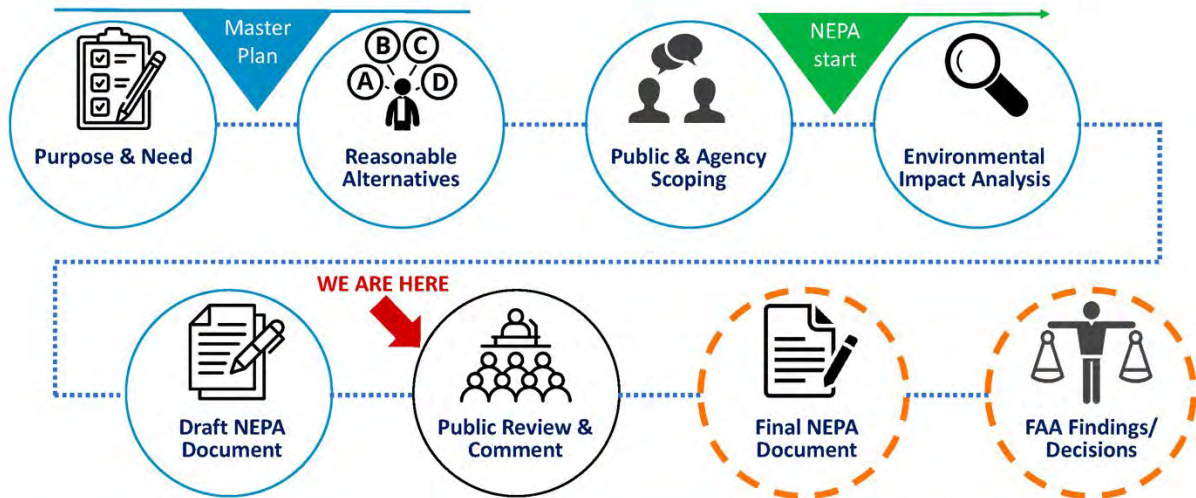 Master
Plan
NEPA
start
B C
A D
Purpose & Need
Reasonable
Alternatives
Public & Agency
Scoping
Environmental
Impact Analysis
WE ARE HERE
Draft NEPA
Document
Public Review &
Comment
Final NEPA
Document
FAA Findings/
Decisions